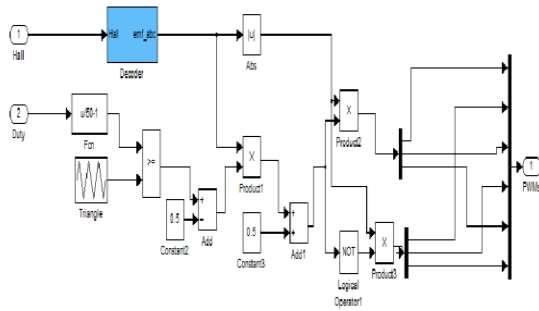 1
Hall
Hall
emf_abc
Decoder
|u|
Abs
2
Duty
u/50-1
Fcn
Triangle
>=
0.5
Constant2
+
−
Add
X
Product1
0.5
Constant3
+
+
Add1
X
Product2
NOT
Logical
Operator1
X
Product3
1
PWMs